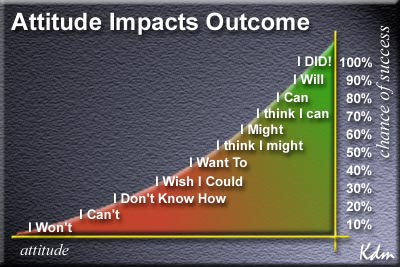 Attitude Impacts Outcome
I DID! 100%
I Will 90%
I Can 80%
I think I can 70%
I Might 60%
I think I might 50%
I Want To 40%
I Wish I Could 30%
I Don't Know How 20%
I Can't 10%
I Won't
chance of success
attitude
Kdm